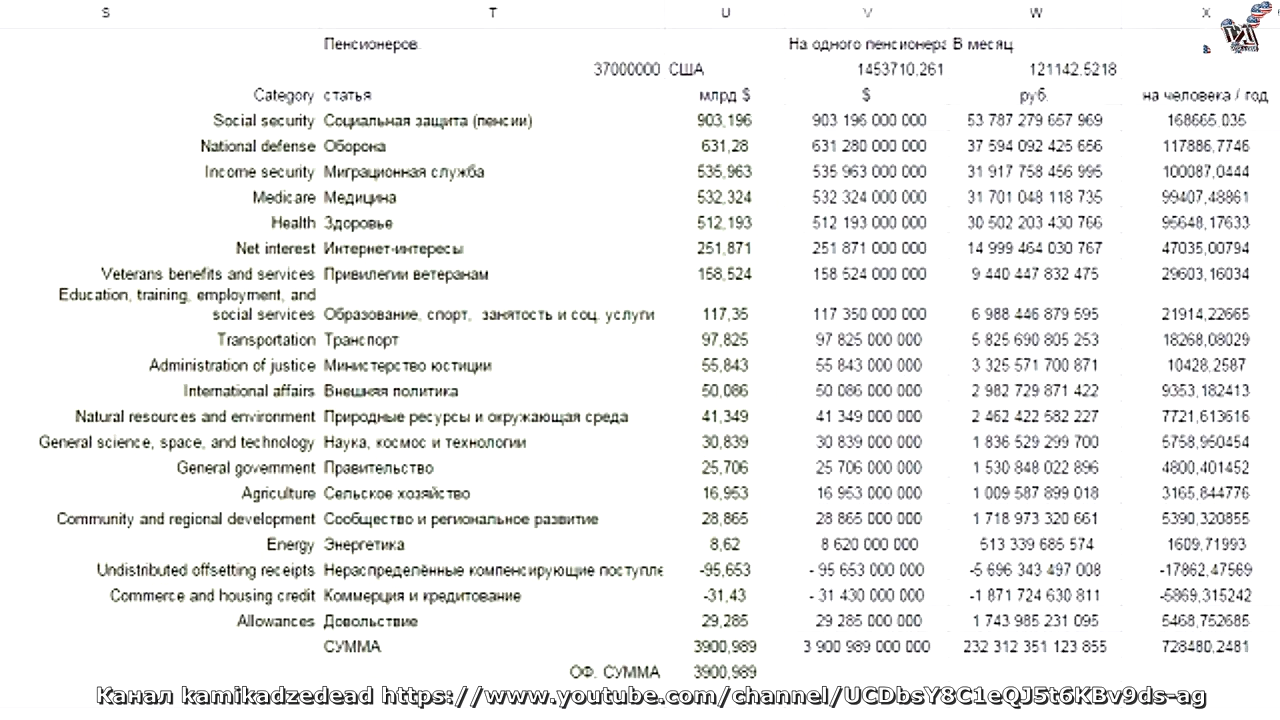 S T U V W X
Пенсионеров На одного пенсионера В месяц
37000000 США 1453710.261 121142.5218
Category статья млрд $ $ руб. на человека / год
Social security Социальная защита (пенсии) 903,196 903 196 000 000 53 787 279 657 969 168665,035
National defense Оборона 631,28 631 280 000 000 37 594 092 425 656 117886,7746
Income security Миграционная служба 535,963 535 963 000 000 31 917 758 456 995 100087,0444
Medicare Медицина 532,324 532 324 000 000 31 701 048 118 735 99407,48861
Health Здоровье 512,193 512 193 000 000 30 502 203 430 766 95648,17633
Net interest Интернет-интересы 251,871 251 871 000 000 14 999 464 030 767 47035,00794
Veterans benefits and services Привилегии ветеранам 158,524 158 524 000 000 9 440 447 832 475 29603,16034
Education, training, employment, and
social services Образование, спорт, занятость и соц. услуги 117,35 117 350 000 000 6 988 446 879 595 21914,22665
Transportation Транспорт 97,825 97 825 000 000 5 825 690 805 253 18268,08029
Administration of justice Министерство юстиции 55,843 55 843 000 000 3 325 571 700 871 10428,2587
International affairs Внешняя политика 50,086 50 086 000 000 2 982 729 871 422 9353,182413
Natural resources and environment Природные ресурсы и окружающая среда 41,349 41 349 000 000 2 462 422 582 227 7721,613616
General science, space, and technology Наука, космос и технологии 30,839 30 839 000 000 1 836 529 299 700 5758,950454
General government Правительство 25,706 25 706 000 000 1 530 848 022 896 4800,401452
Agriculture Сельское хозяйство 16,953 16 953 000 000 1 009 587 899 018 3165,844776
Community and regional development Сообщество и региональное развитие 28,865 28 865 000 000 1 718 973 320 661 5390,320855
Energy Энергетика 8,62 8 620 000 000 513 339 685 574 1609,71993
Undistributed offsetting receipts Нераспределённые компенсирующие поступле -95,653 - 95 653 000 000 -5 696 343 497 008 -17862,47569
Commerce and housing credit Коммерция и кредитование -31,43 - 31 430 000 000 -1 871 724 630 811 -5869,315242
Allowances Довольствие 29,285 29 285 000 000 1 743 985 231 095 5468,752685
СУММА 3900,989 3 900 989 000 000 232 312 351 123 855 728480,2481
ОФ. СУММА 3900,989
Канал kamikadzedead https://www.youtube.com/channel/UCDbsY8C1eQJ5t6KBv9ds-ag